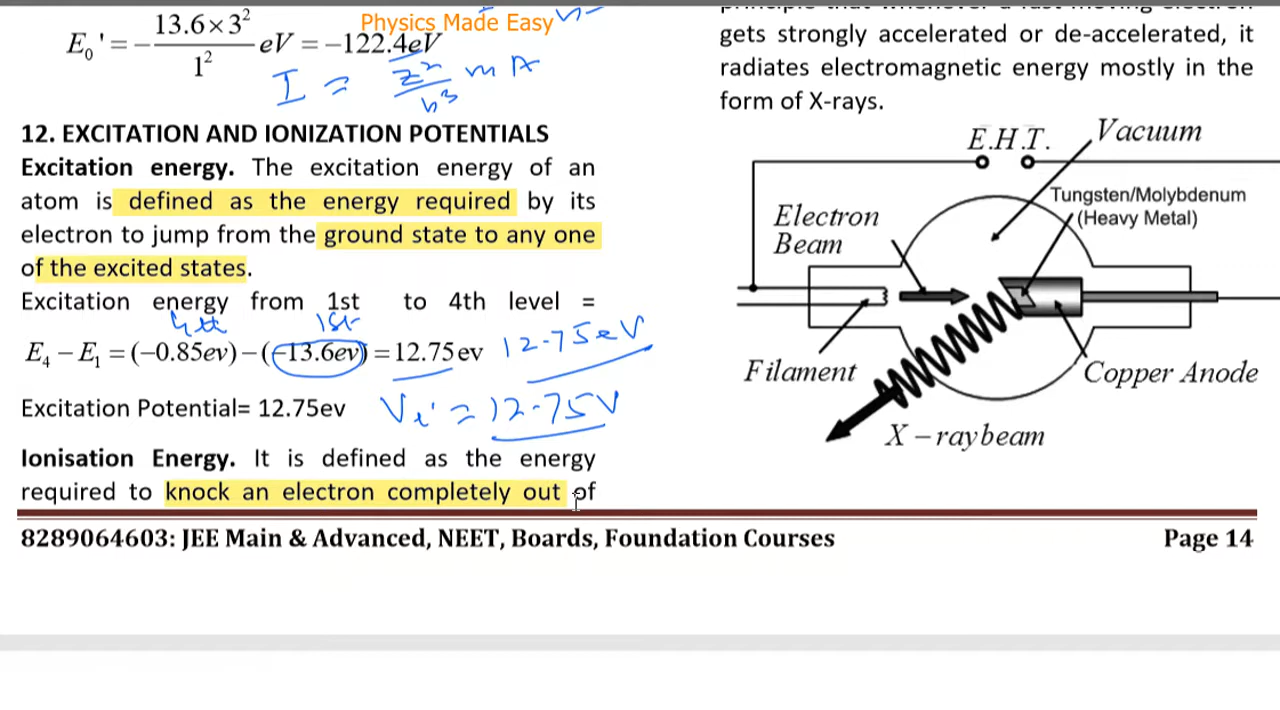 Physics Made Easy
E₀' = −13.6×3²/1² eV = −122.4eV
I = z²/n³ mA
12. EXCITATION AND IONIZATION POTENTIALS
Excitation energy. The excitation energy of an
atom is defined as the energy required by its
electron to jump from the ground state to any one
of the excited states.
Excitation energy from 1st to 4th level =
4th 1st
E₄ − E₁ = (−0.85ev) − (−13.6ev) = 12.75ev 12.75eV
Excitation Potential= 12.75ev = 12.75V
Ionisation Energy. It is defined as the energy
required to knock an electron completely out of
gets strongly accelerated or de-accelerated, it
radiates electromagnetic energy mostly in the
form of X-rays.
E.H.T.
Vacuum
Tungsten/Molybdenum
(Heavy Metal)
Electron
Beam
Filament
Copper Anode
X – ray beam
8289064603: JEE Main & Advanced, NEET, Boards, Foundation Courses
Page 14